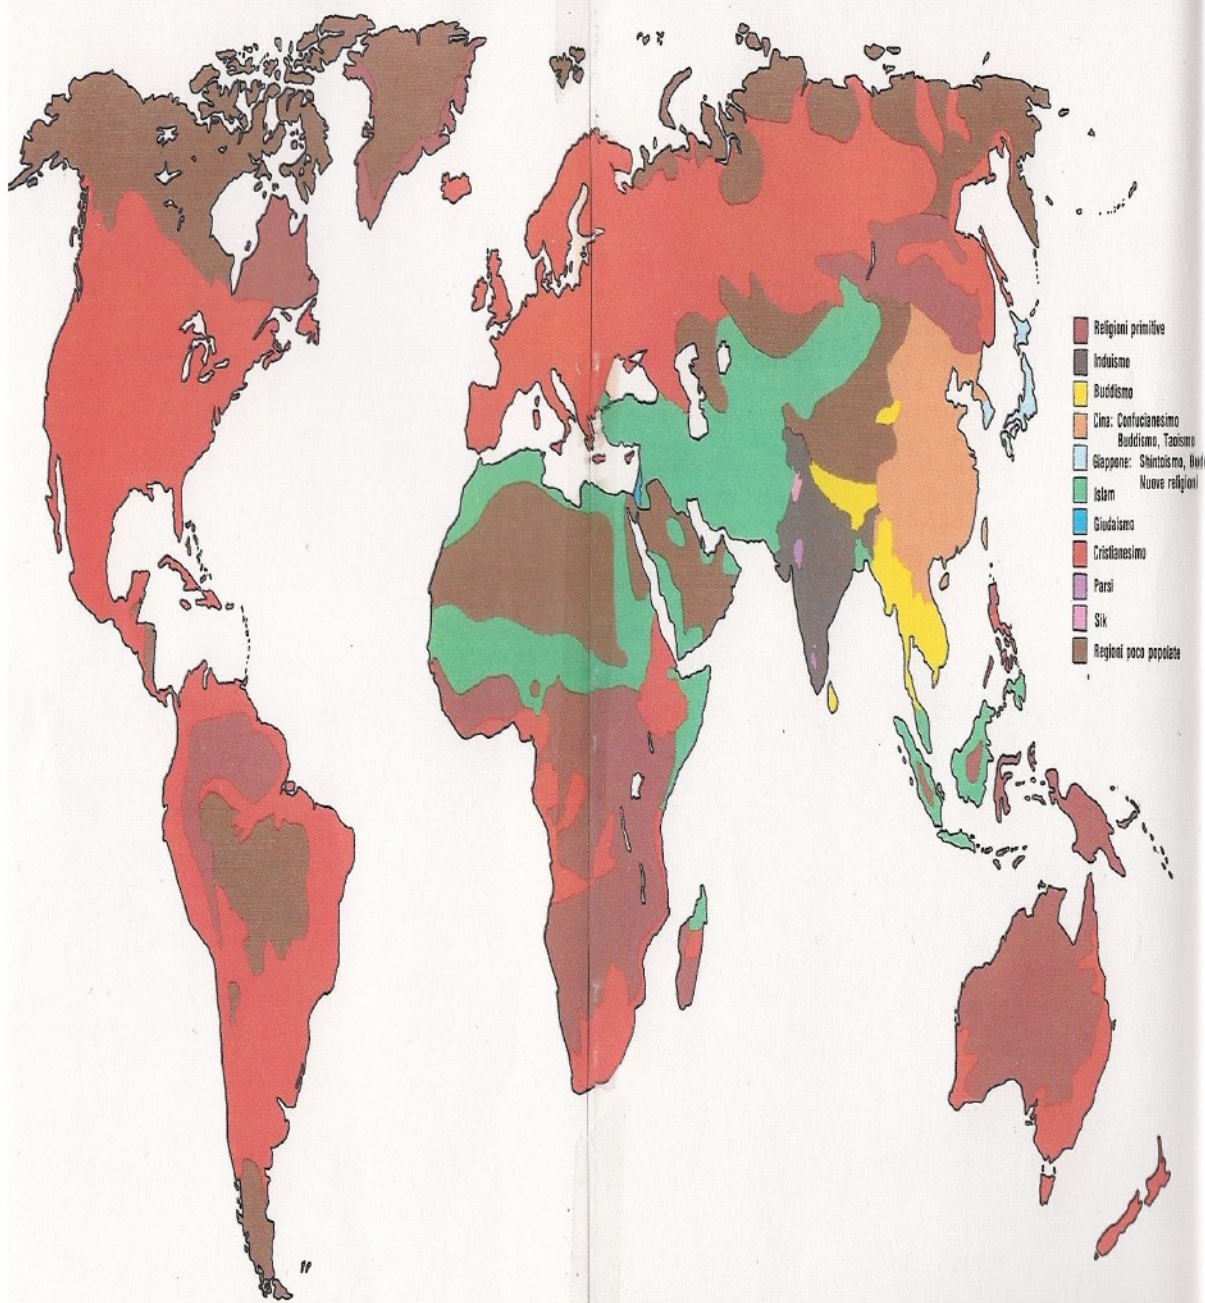 Religioni primitive
Induismo
Buddismo
Cina: Confucianesimo
Buddismo, Taoismo
Giappone: Shintoismo,
Nuove religioni
Islam
Giudaismo
Cristianesimo
Parsi
Sik
Regioni poco popolate